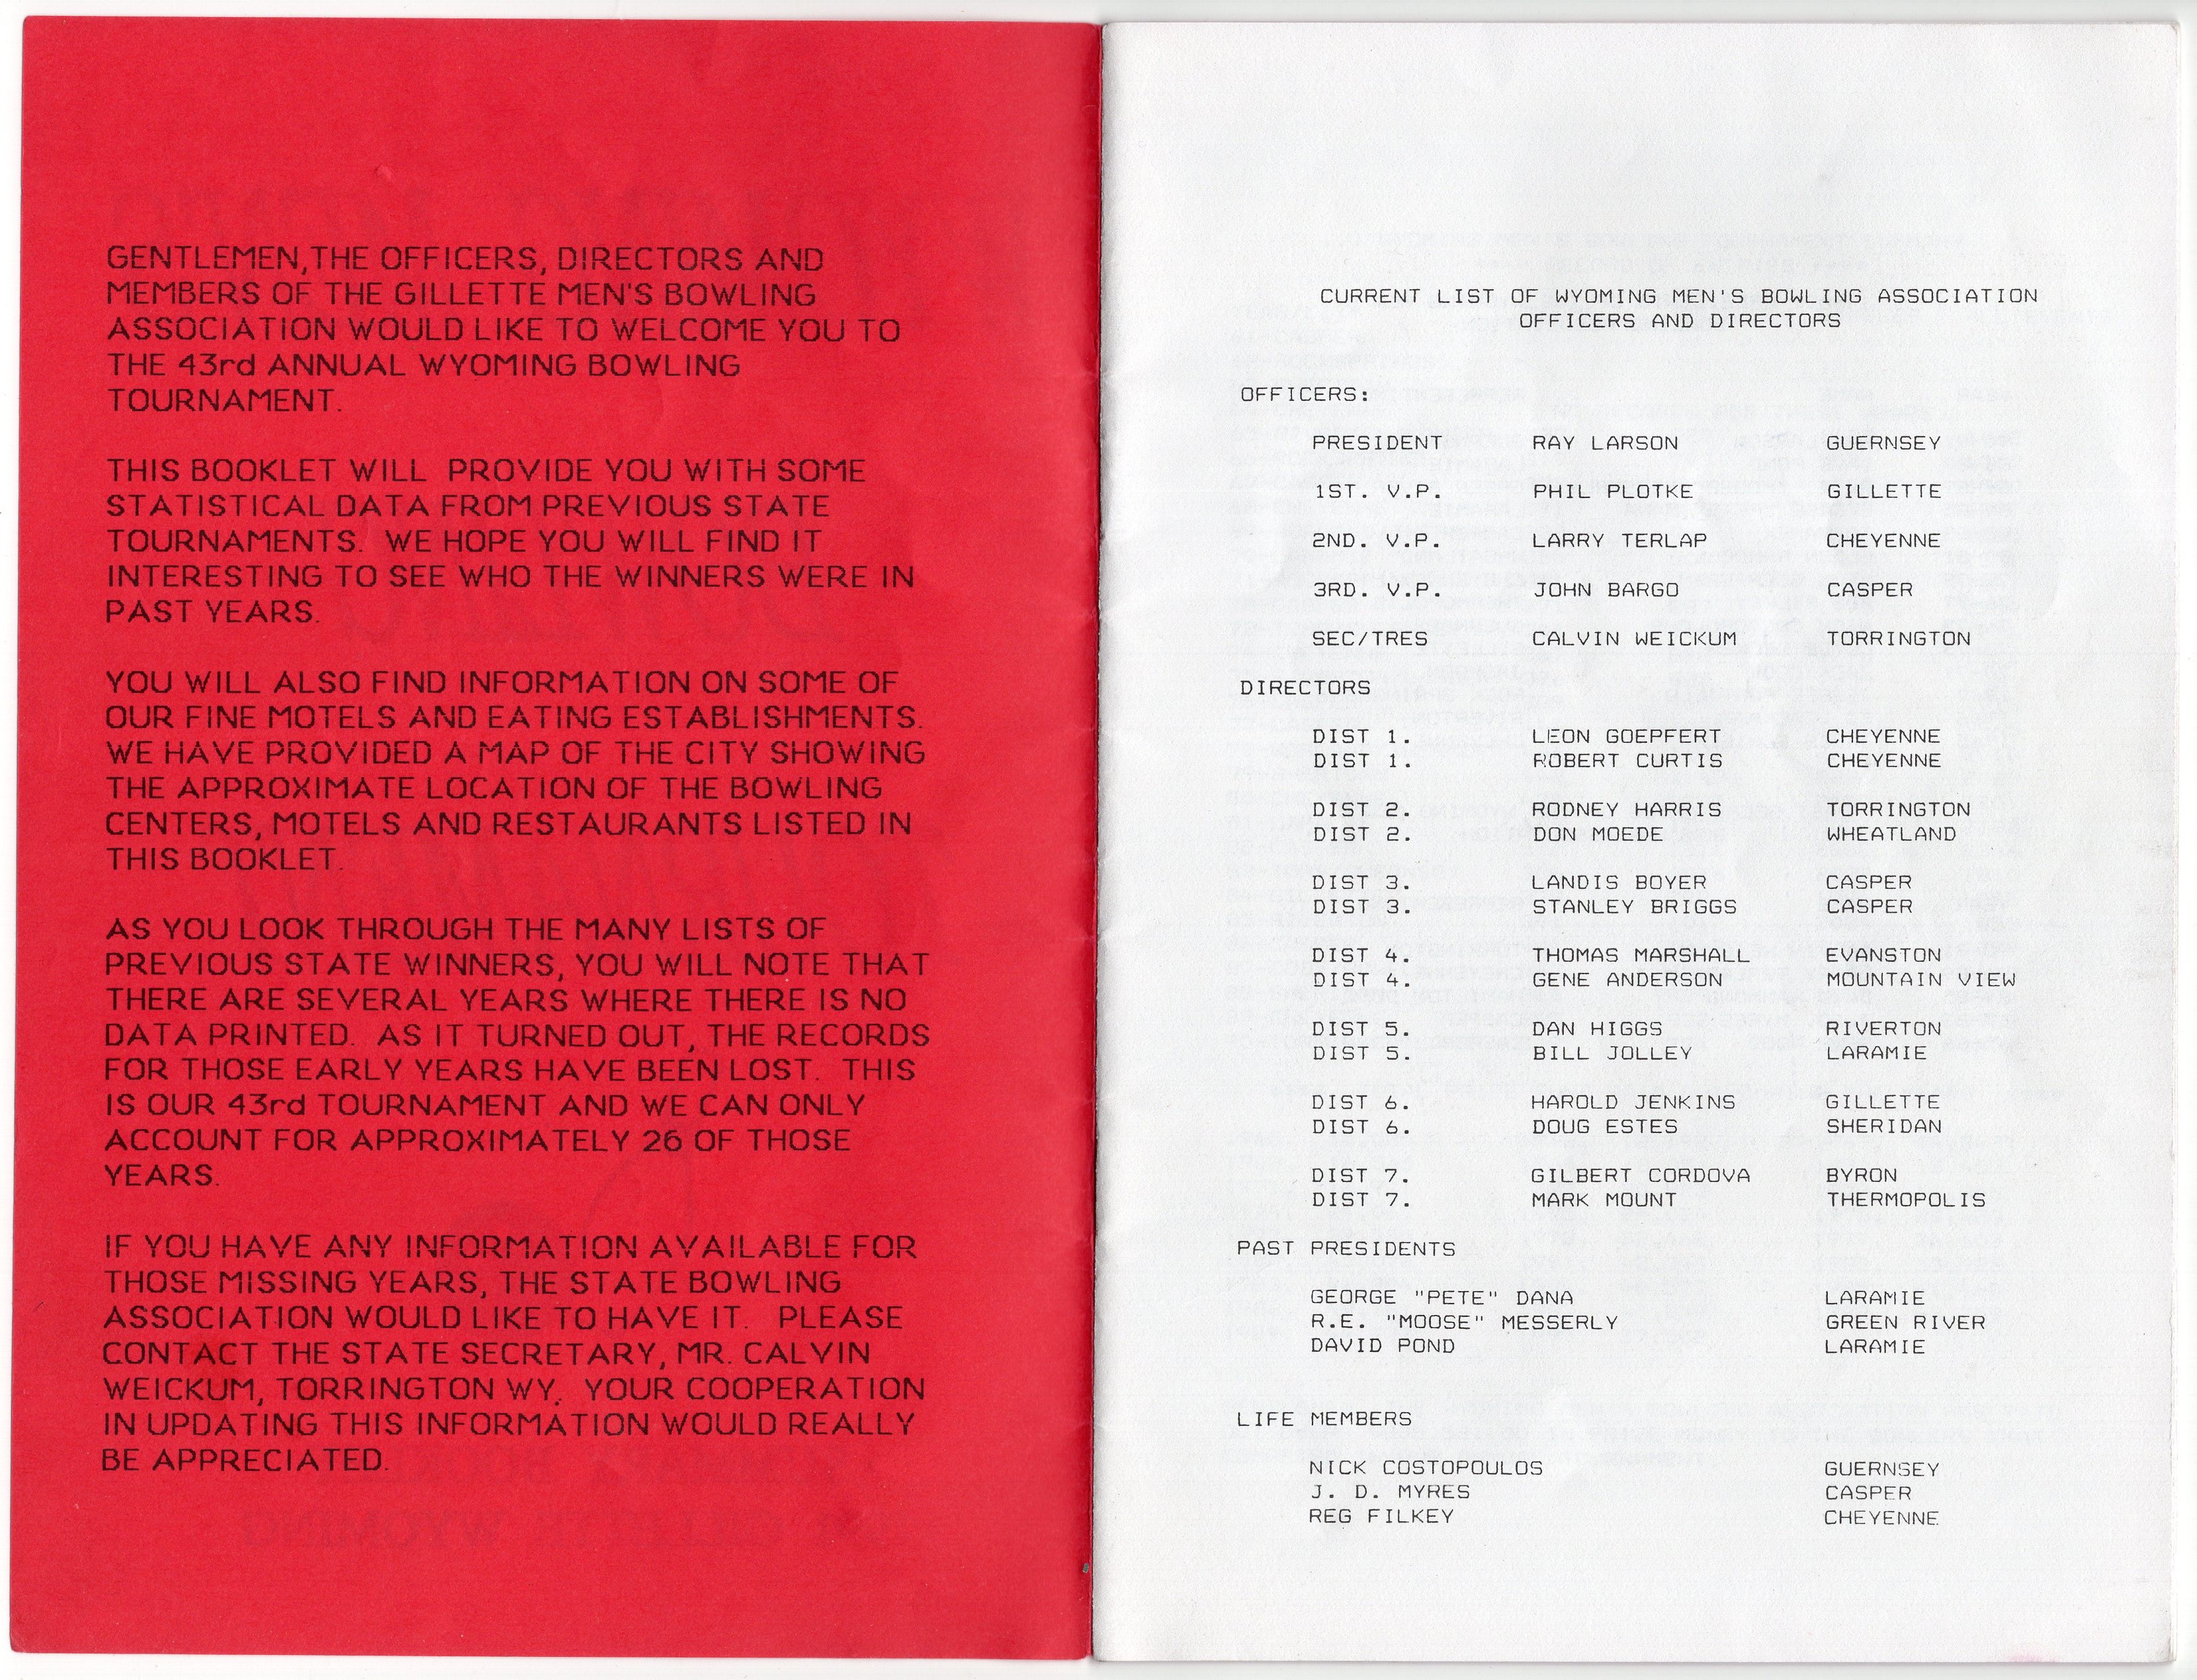 GENTLEMEN,THE OFFICERS, DIRECTORS AND
MEMBERS OF THE GILLETTE MEN'S BOWLING
ASSOCIATION WOULD LIKE TO WELCOME YOU TO
THE 43rd ANNUAL WYOMING BOWLING
TOURNAMENT.
THIS BOOKLET WILL PROVIDE YOU WITH SOME
STATISTICAL DATA FROM PREVIOUS STATE
TOURNAMENTS. WE HOPE YOU WILL FIND IT
INTERESTING TO SEE WHO THE WINNERS WERE IN
PAST YEARS.
YOU WILL ALSO FIND INFORMATION ON SOME OF
OUR FINE MOTELS AND EATING ESTABLISHMENTS.
WE HAVE PROVIDED A MAP OF THE CITY SHOWING
THE APPROXIMATE LOCATION OF THE BOWLING
CENTERS, MOTELS AND RESTAURANTS LISTED IN
THIS BOOKLET.
AS YOU LOOK THROUGH THE MANY LISTS OF
PREVIOUS STATE WINNERS, YOU WILL NOTE THAT
THERE ARE SEVERAL YEARS WHERE THERE IS NO
DATA PRINTED. AS IT TURNED OUT, THE RECORDS
FOR THOSE EARLY YEARS HAVE BEEN LOST. THIS
IS OUR 43rd TOURNAMENT AND WE CAN ONLY
ACCOUNT FOR APPROXIMATELY 26 OF THOSE
YEARS.
IF YOU HAVE ANY INFORMATION AVAILABLE FOR
THOSE MISSING YEARS, THE STATE BOWLING
ASSOCIATION WOULD LIKE TO HAVE IT. PLEASE
CONTACT THE STATE SECRETARY, MR. CALVIN
WEICKUM, TORRINGTON WY. YOUR COOPERATION
IN UPDATING THIS INFORMATION WOULD REALLY
BE APPRECIATED.
CURRENT LIST OF WYOMING MEN'S BOWLING ASSOCIATION
OFFICERS AND DIRECTORS
OFFICERS:
PRESIDENT RAY LARSON GUERNSEY
1ST. V.P. PHIL PLOTKE GILLETTE
2ND. V.P. LARRY TERLAP CHEYENNE
3RD. V.P. JOHN BARGO CASPER
SEC/TRES CALVIN WEICKUM TORRINGTON
DIRECTORS
DIST 1. LEON GOEPFERT CHEYENNE
DIST 1. ROBERT CURTIS CHEYENNE
DIST 2. RODNEY HARRIS TORRINGTON
DIST 2. DON MOEDE WHEATLAND
DIST 3. LANDIS BOYER CASPER
DIST 3. STANLEY BRIGGS CASPER
DIST 4. THOMAS MARSHALL EVANSTON
DIST 4. GENE ANDERSON MOUNTAIN VIEW
DIST 5. DAN HIGGS RIVERTON
DIST 5. BILL JOLLEY LARAMIE
DIST 6. HAROLD JENKINS GILLETTE
DIST 6. DOUG ESTES SHERIDAN
DIST 7. GILBERT CORDOVA BYRON
DIST 7. MARK MOUNT THERMOPOLIS
PAST PRESIDENTS
GEORGE "PETE" DANA LARAMIE
R.E. "MOOSE" MESSERLY GREEN RIVER
DAVID POND LARAMIE
LIFE MEMBERS
NICK COSTOPOULOS GUERNSEY
J. D. MYRES CASPER
REG FILKEY CHEYENNE